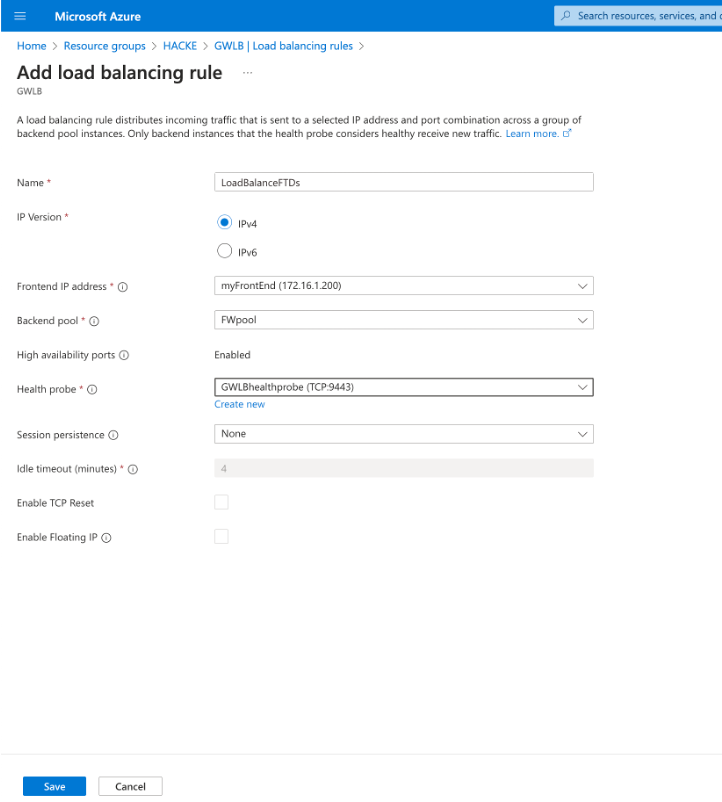 Microsoft Azure
Search resources, services, and
Home > Resource groups > HACKE > GWLB | Load balancing rules >
Add load balancing rule ...
GWLB
A load balancing rule distributes incoming traffic that is sent to a selected IP address and port combination across a group of
backend pool instances. Only backend instances that the health probe considers healthy receive new traffic. Learn more.
Name * LoadBalanceFTDs
IP Version * IPv4
IPv6
Frontend IP address * myFrontEnd (172.16.1.200)
Backend pool * FWpool
High availability ports Enabled
Health probe * GWLBhealthprobe (TCP:9443)
Create new
Session persistence None
Idle timeout (minutes) * 4
Enable TCP Reset
Enable Floating IP
Save Cancel